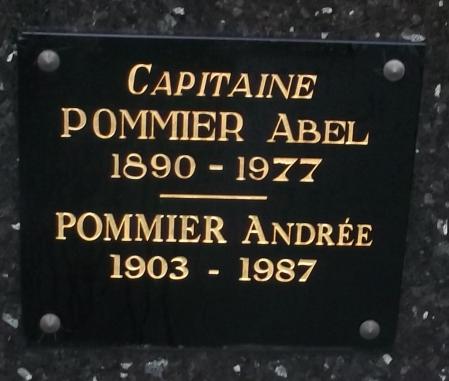 CAPITAINE
POMMIER ABEL
1890 - 1977
POMMIER ANDRÉE
1903 - 1987